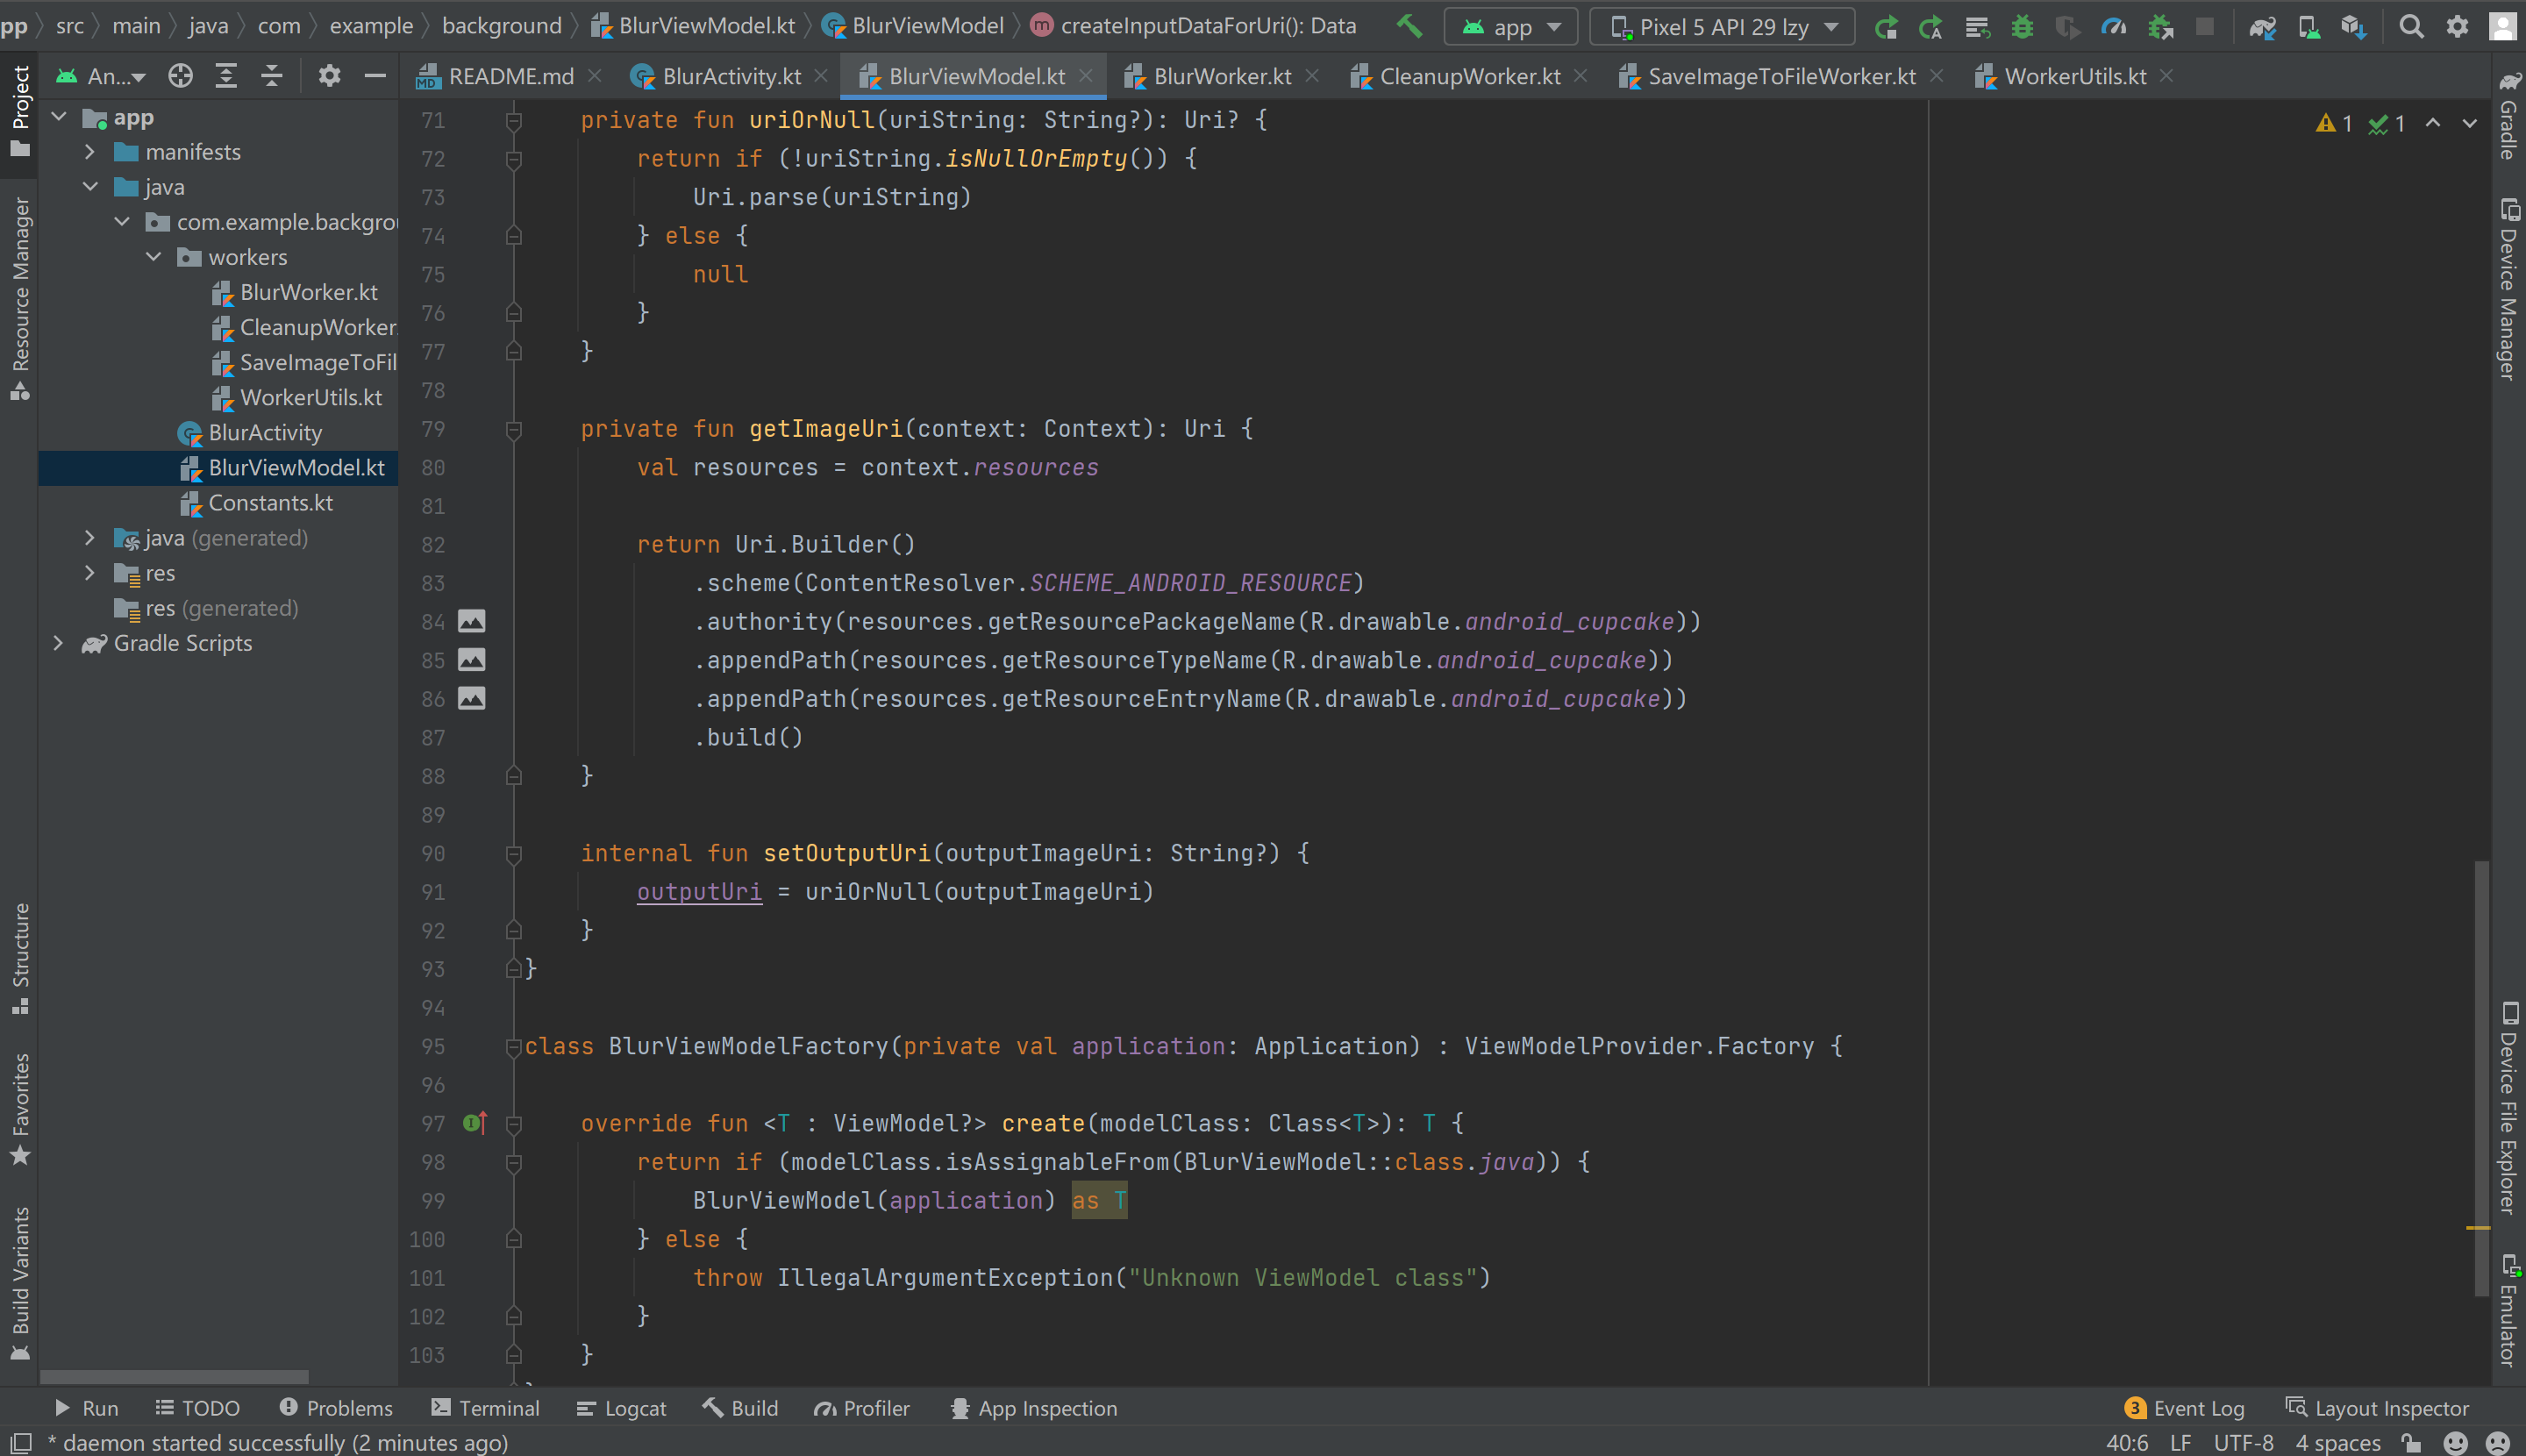 pp src main java com example background BlurViewModel.kt BlurViewModel m createInputDataForUri(): Data app Pixel 5 API 29 lzy
An... README.md BlurActivity.kt BlurViewModel.kt BlurWorker.kt CleanupWorker.kt SaveImageToFileWorker.kt WorkerUtils.kt
Project
Resource Manager
Structure
Favorites
Build Variants
app
manifests
java
com.example.backgrou
workers
BlurWorker.kt
CleanupWorker.
SaveImageToFil
WorkerUtils.kt
BlurActivity
BlurViewModel.kt
Constants.kt
java (generated)
res
res (generated)
Gradle Scripts
71 private fun uriOrNull(uriString: String?): Uri? {
72 return if (!uriString.isNullOrEmpty()) {
73 Uri.parse(uriString)
74 } else {
75 null
76 }
77 }
78
79 private fun getImageUri(context: Context): Uri {
80 val resources = context.resources
81
82 return Uri.Builder()
83 .scheme(ContentResolver.SCHEME_ANDROID_RESOURCE)
84 .authority(resources.getResourcePackageName(R.drawable.android_cupcake))
85 .appendPath(resources.getResourceTypeName(R.drawable.android_cupcake))
86 .appendPath(resources.getResourceEntryName(R.drawable.android_cupcake))
87 .build()
88 }
89
90 internal fun setOutputUri(outputImageUri: String?) {
91 outputUri = uriOrNull(outputImageUri)
92 }
93 }
94
95 class BlurViewModelFactory(private val application: Application) : ViewModelProvider.Factory {
96
97 override fun <T : ViewModel?> create(modelClass: Class<T>): T {
98 return if (modelClass.isAssignableFrom(BlurViewModel::class.java)) {
99 BlurViewModel(application) as T
100 } else {
101 throw IllegalArgumentException("Unknown ViewModel class")
102 }
103 }
1 1
Gradle
Device Manager
Device File Explorer
Emulator
Run TODO Problems Terminal Logcat Build Profiler App Inspection 3 Event Log Layout Inspector
* daemon started successfully (2 minutes ago) 40:6 LF UTF-8 4 spaces